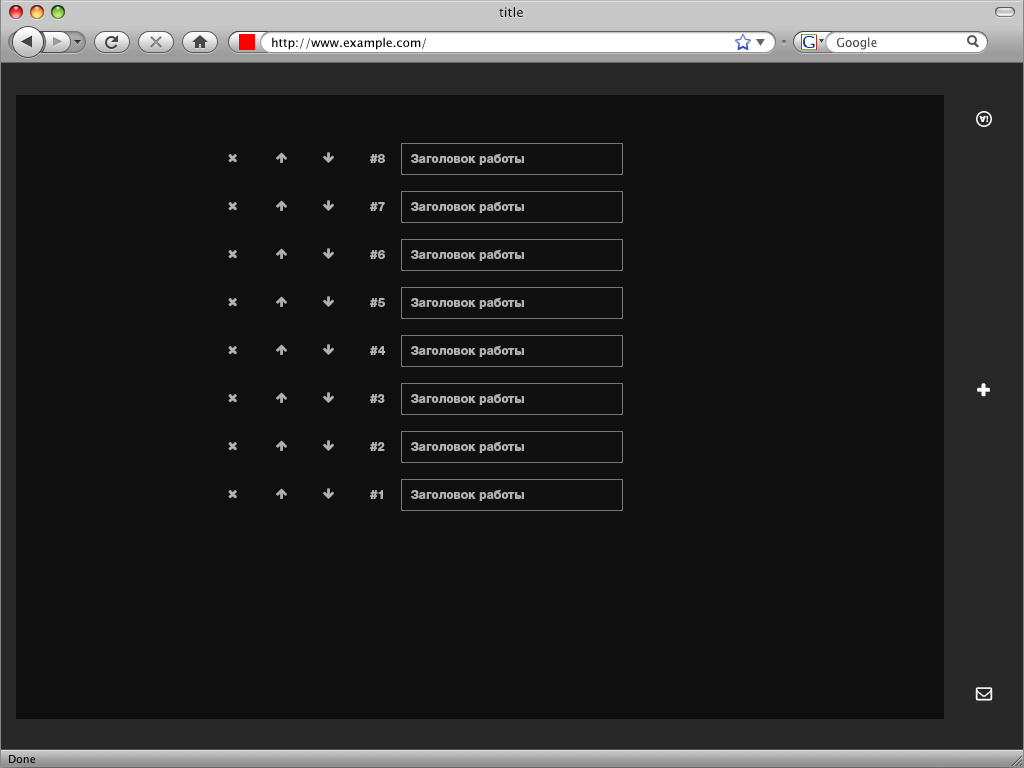 title
http://www.example.com/
G
Google
#8 Заголовок работы
#7 Заголовок работы
#6 Заголовок работы
#5 Заголовок работы
#4 Заголовок работы
#3 Заголовок работы
#2 Заголовок работы
#1 Заголовок работы
Done